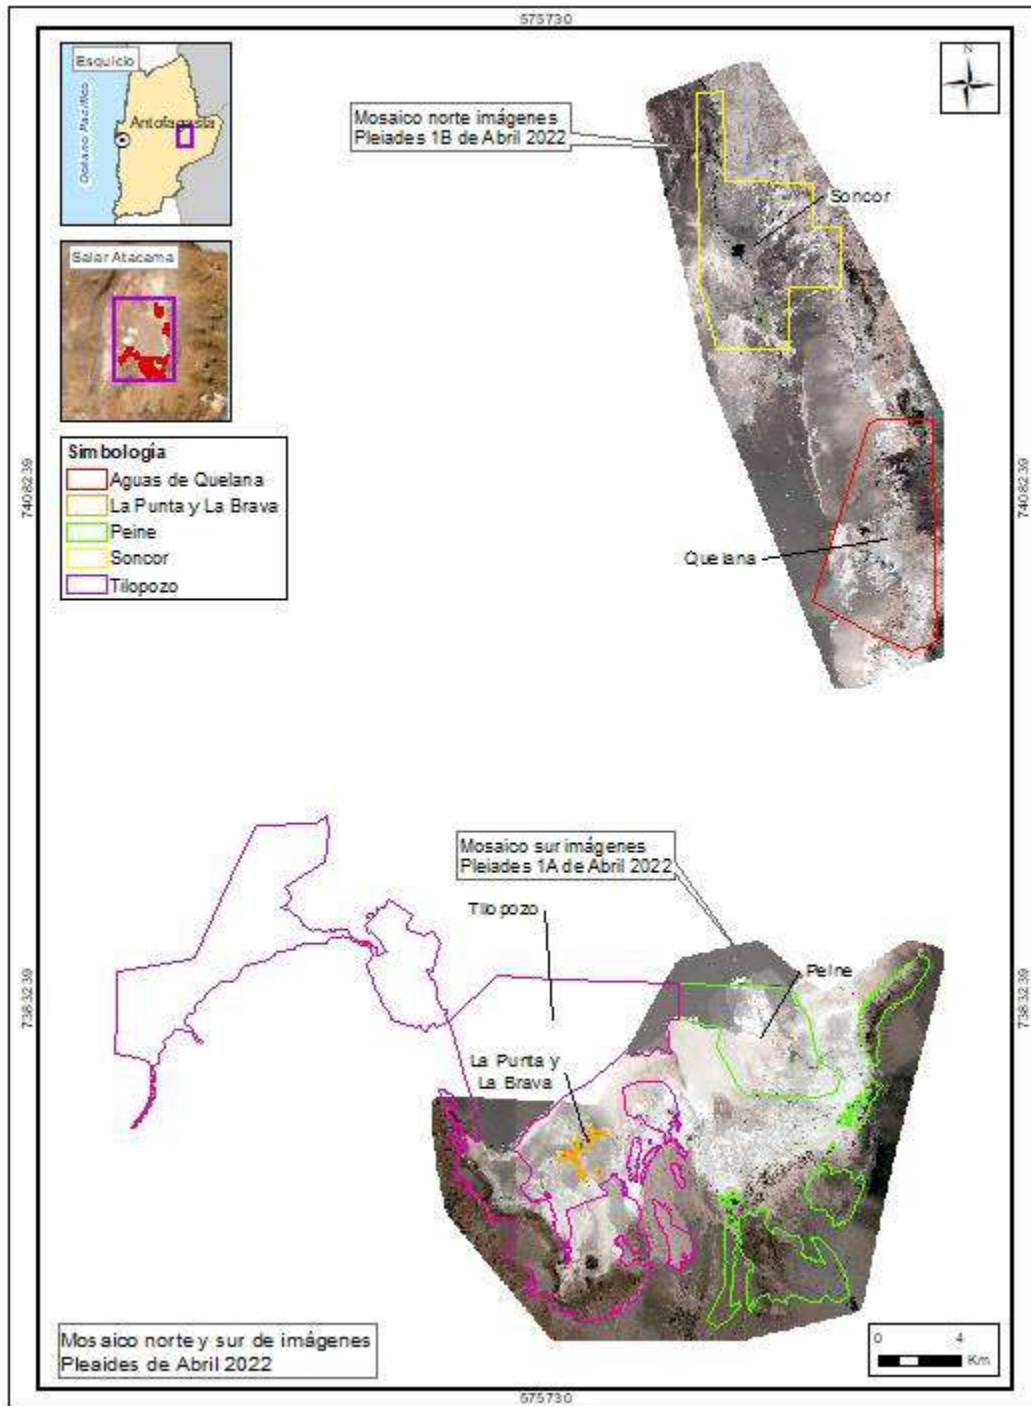 575730
Esquicio
Océano Pacífico
Antofagasta
N
Mosaico norte imágenes
Pleiades 1B de Abril 2022
Soncor
Salar Atacama
Simbología
Aguas de Quelana
La Punta y La Brava
Peine
Soncor
Tilopozo
7408239
7408239
Quelana
Mosaico sur imágenes
Pleiades 1A de Abril 2022
Tilopozo
Peine
7383239
7383239
La Punta y
La Brava
Mosaico norte y sur de imágenes
Pleaides de Abril 2022
0 4
Km
575730